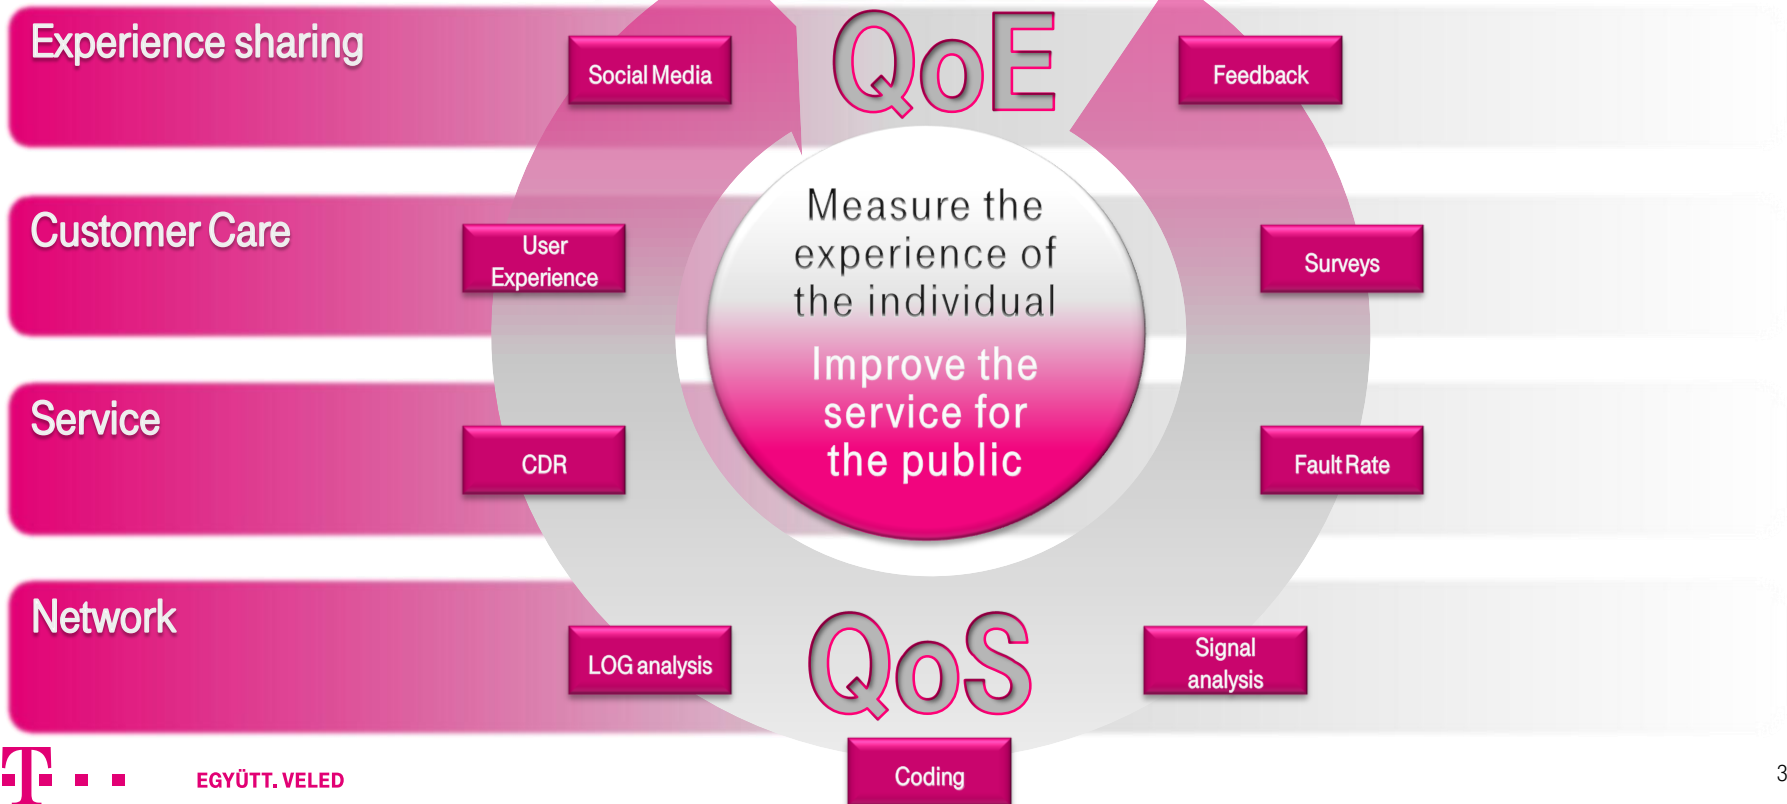 Experience sharing
Social Media
QoE
Feedback
Measure the
experience of
the individual
Customer Care
User
Experience
Surveys
Improve the
service for
the public
Service
CDR
Fault Rate
Network
LOG analysis
QoS
Signal
analysis
Coding
T
EGYÜTT. VELED
3